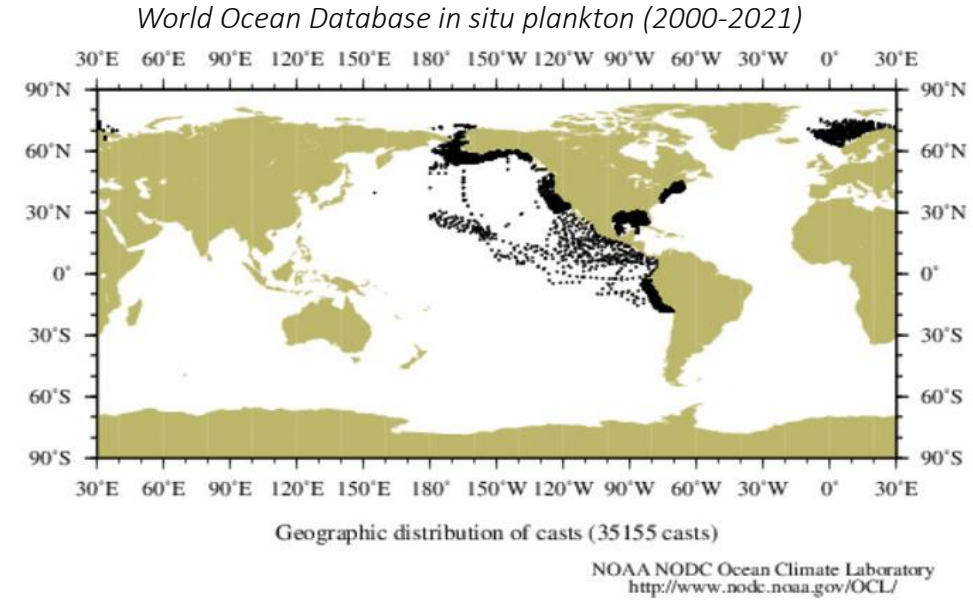 World Ocean Database in situ plankton (2000-2021)
30˚E 60˚E 90˚E 120˚E 150˚E 180˚ 150˚W 120˚W 90˚W 60˚W 30˚W 0˚ 30˚E
90˚N 90˚N
60˚N 60˚N
30˚N 30˚N
0˚ 0˚
30˚S 30˚S
60˚S 60˚S
90˚S 90˚S
30˚E 60˚E 90˚E 120˚E 150˚E 180˚ 150˚W 120˚W 90˚W 60˚W 30˚W 0˚ 30˚E
Geographic distribution of casts (35155 casts)
NOAA NODC Ocean Climate Laboratory
http://www.nodc.noaa.gov/OCL/